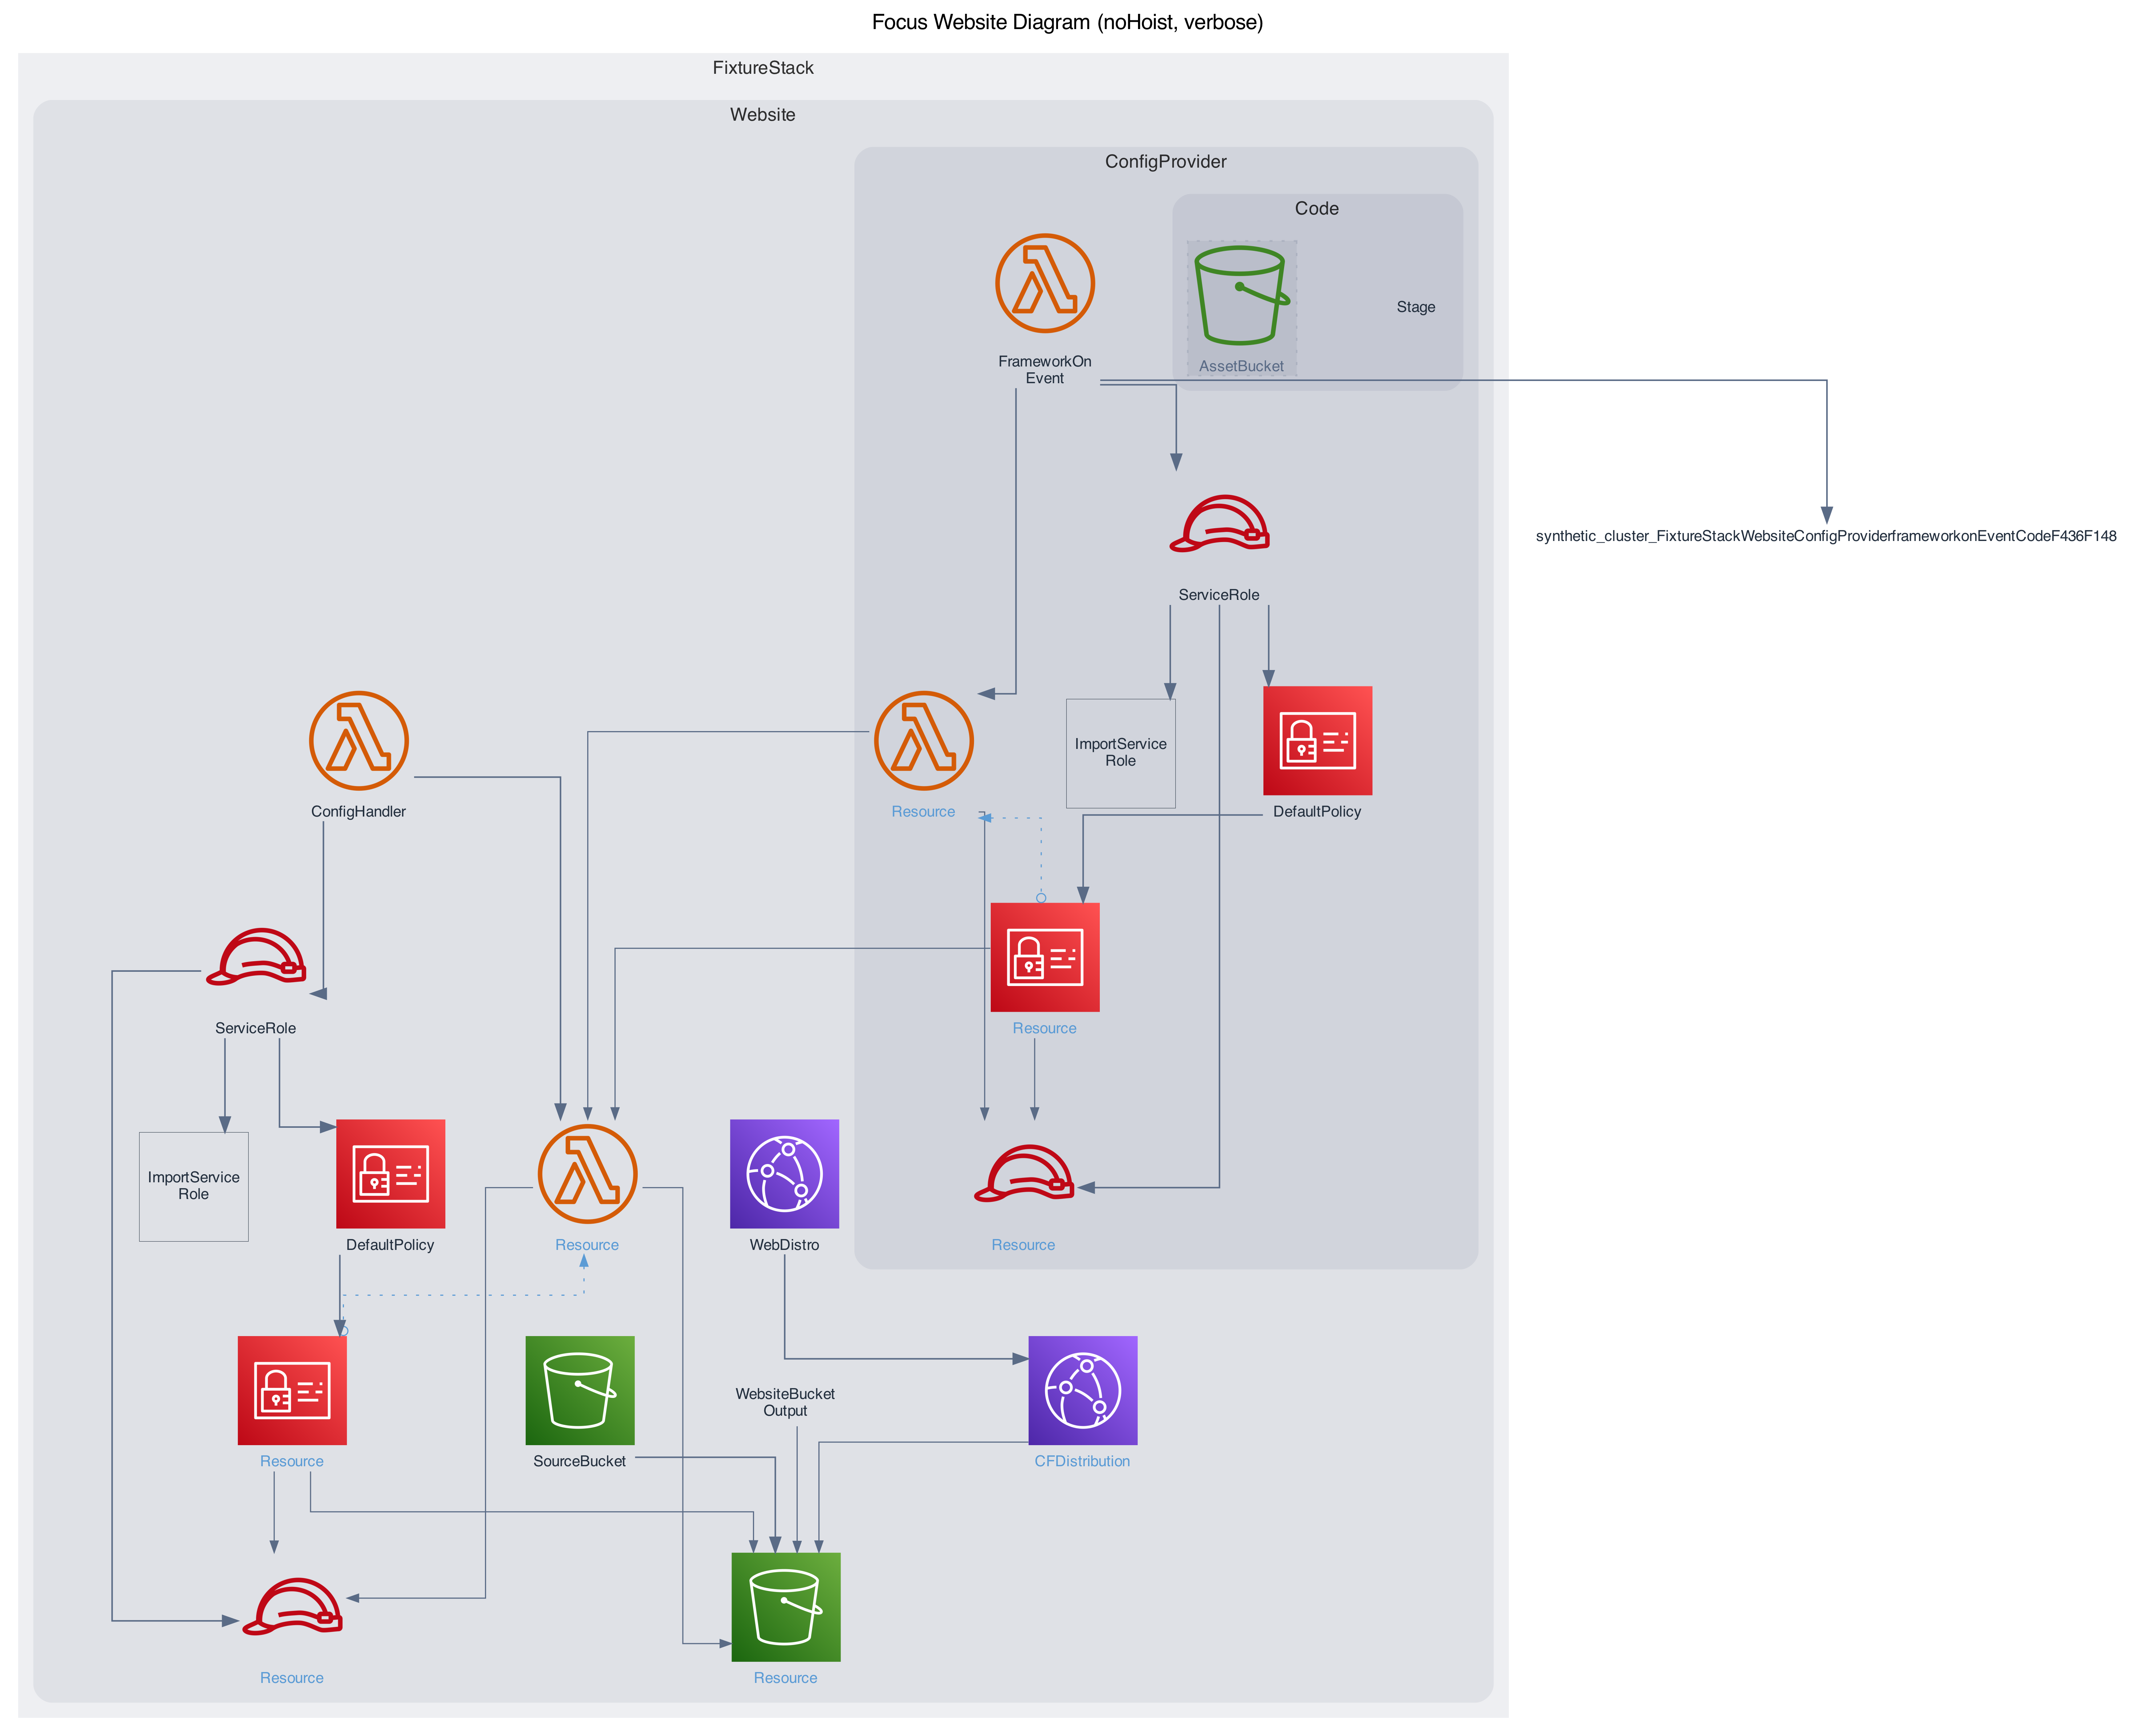 Focus Website Diagram (noHoist, verbose)
FixtureStack
Website
ConfigProvider
Code
FrameworkOn
Event
AssetBucket
Stage
synthetic_cluster_FixtureStackWebsiteConfigProviderframeworkonEventCodeF436F148
ServiceRole
ConfigHandler
Resource
ImportService
Role
DefaultPolicy
ServiceRole
Resource
ImportService
Role
DefaultPolicy
Resource
WebDistro
Resource
Resource
SourceBucket
WebsiteBucket
Output
CFDistribution
Resource
Resource